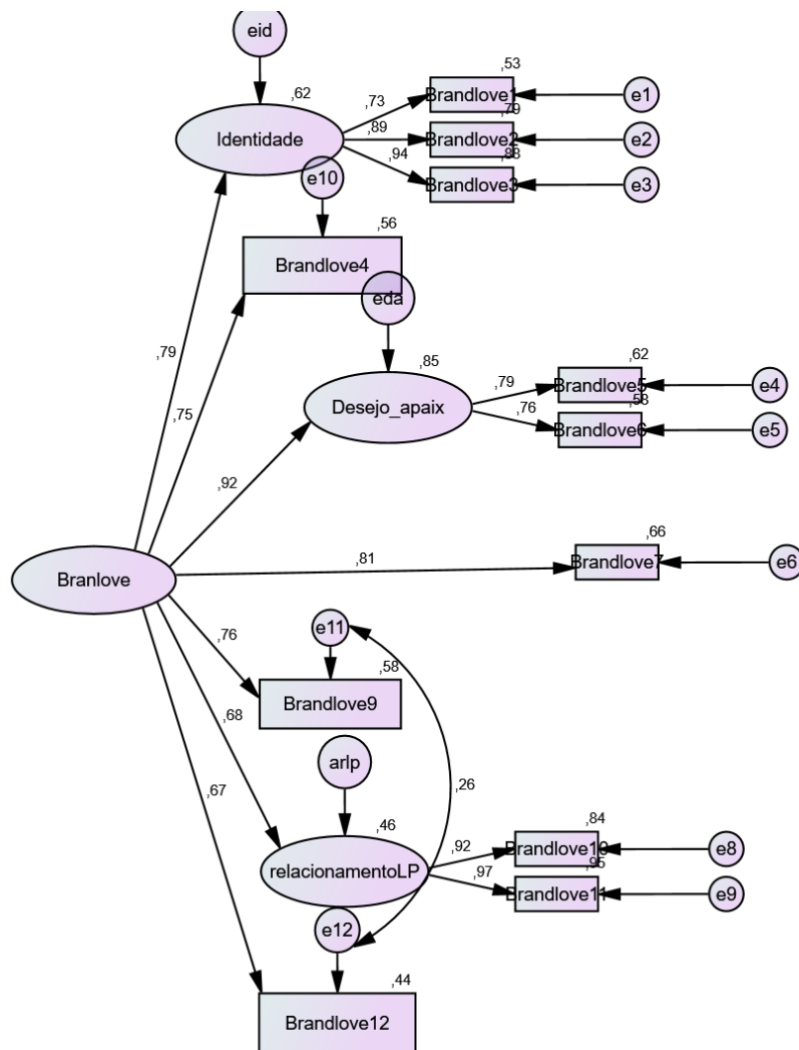 eid
,62
Identidade
,73
,89
,94
,53
Brandlove1
e1
,79
Brandlove2
e2
,88
Brandlove3
e3
e10
,56
Brandlove4
,79
,75
eda
,85
Desejo_apaix
,79
,76
,62
Brandlove5
e4
,58
Brandlove6
e5
,92
Branlove
,81
,66
Brandlove7
e6
,76
e11
,58
Brandlove9
,68
arlp
,26
,67
,46
relacionamentoLP
,92
,97
,84
Brandlove10
e8
,95
Brandlove11
e9
e12
,44
Brandlove12